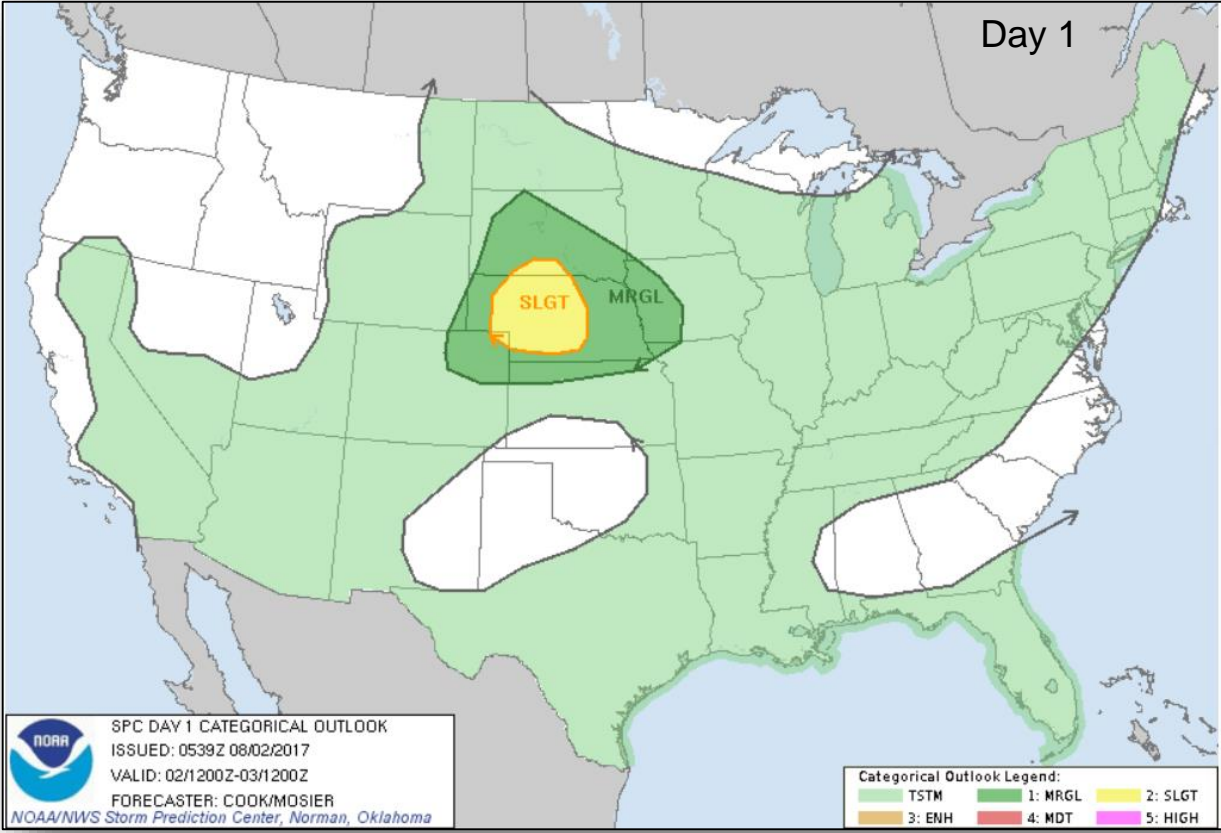 Day 1
SLGT
MRGL
NOAA
SPC DAY 1 CATEGORICAL OUTLOOK
ISSUED: 0539Z 08/02/2017
VALID: 02/1200Z-03/1200Z
FORECASTER: COOK/MOSIER
NOAA/NWS Storm Prediction Center, Norman, Oklahoma
Categorical Outlook Legend:
TSTM 1: MRGL 2: SLGT
3: ENH 4: MDT 5: HIGH